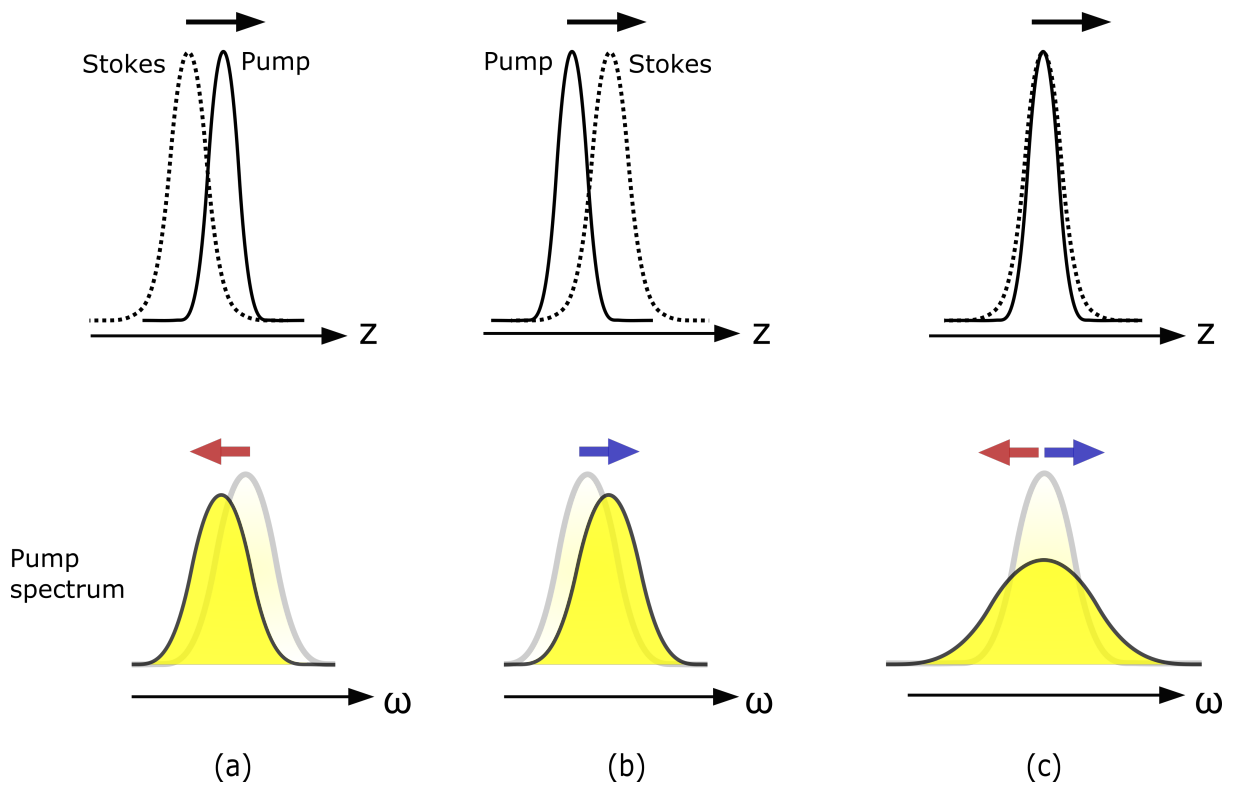 Stokes Pump
Pump Stokes
z
z
z
Pump
spectrum
ω
ω
ω
(a)
(b)
(c)